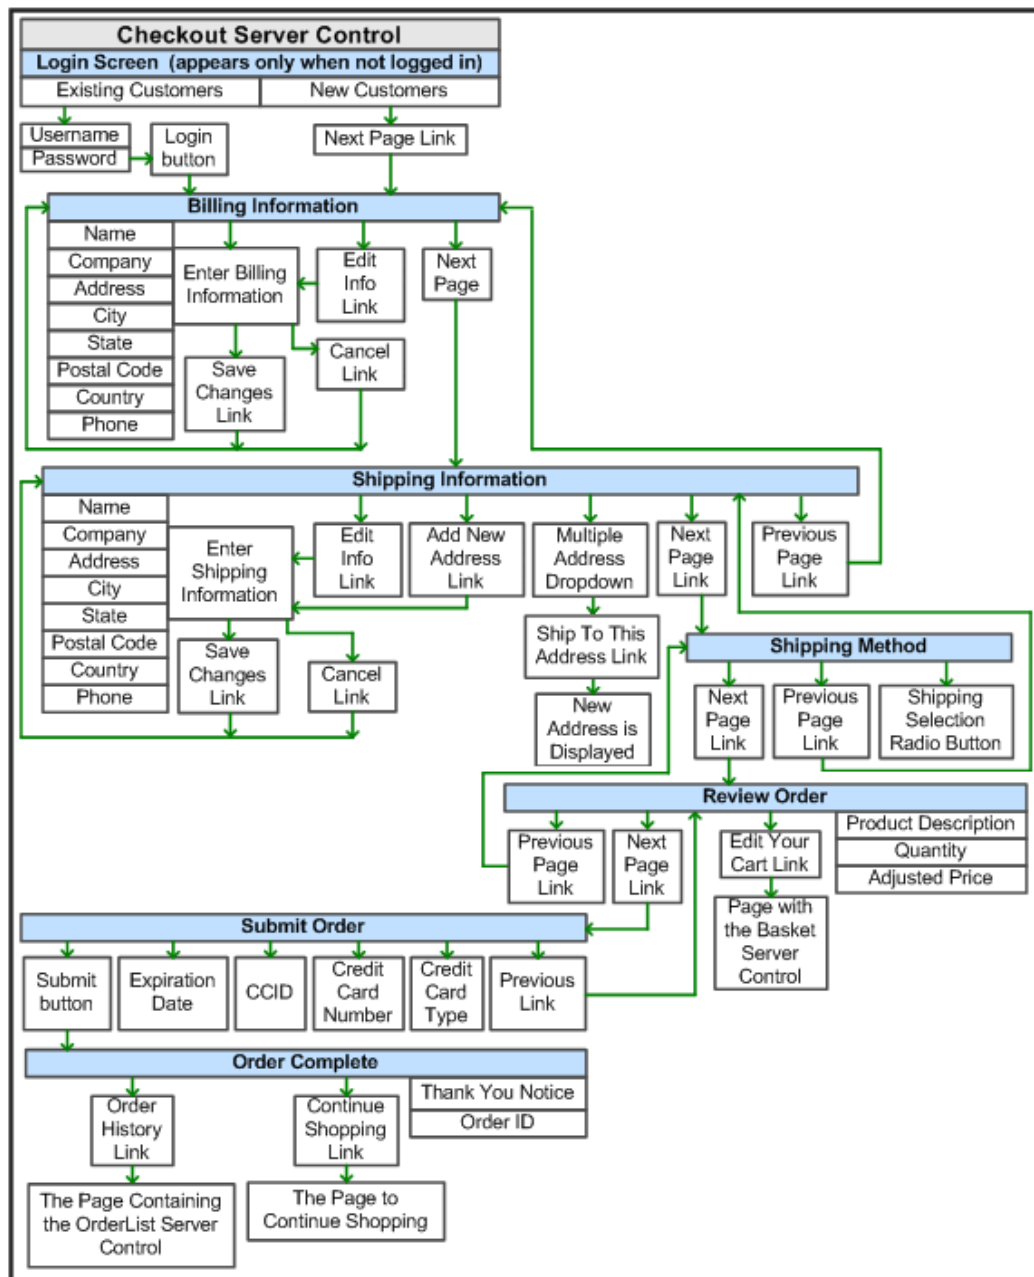 Checkout Server Control
Login Screen  (appears only when not logged in)
Existing Customers
New Customers
Username
Password
Login
button
Next Page Link
Billing Information
Name
Company
Address
City
State
Postal Code
Country
Phone
Enter Billing
Information
Edit
Info
Link
Next
Page
Save
Changes
Link
Cancel
Link
Shipping Information
Name
Company
Address
City
State
Postal Code
Country
Phone
Enter
Shipping
Information
Edit
Info
Link
Add New
Address
Link
Multiple
Address
Dropdown
Next
Page
Link
Previous
Page
Link
Save
Changes
Link
Cancel
Link
Ship To This
Address Link
New
Address is
Displayed
Shipping Method
Next
Page
Link
Previous
Page
Link
Shipping
Selection
Radio Button
Review Order
Previous
Page
Link
Next
Page
Link
Edit Your
Cart Link
Product Description
Quantity
Adjusted Price
Page with
the Basket
Server
Control
Submit Order
Submit
button
Expiration
Date
CCID
Credit
Card
Number
Credit
Card
Type
Previous
Link
Order Complete
Order
History
Link
Continue
Shopping
Link
Thank You Notice
Order ID
The Page Containing
the OrderList Server
Control
The Page to
Continue Shopping